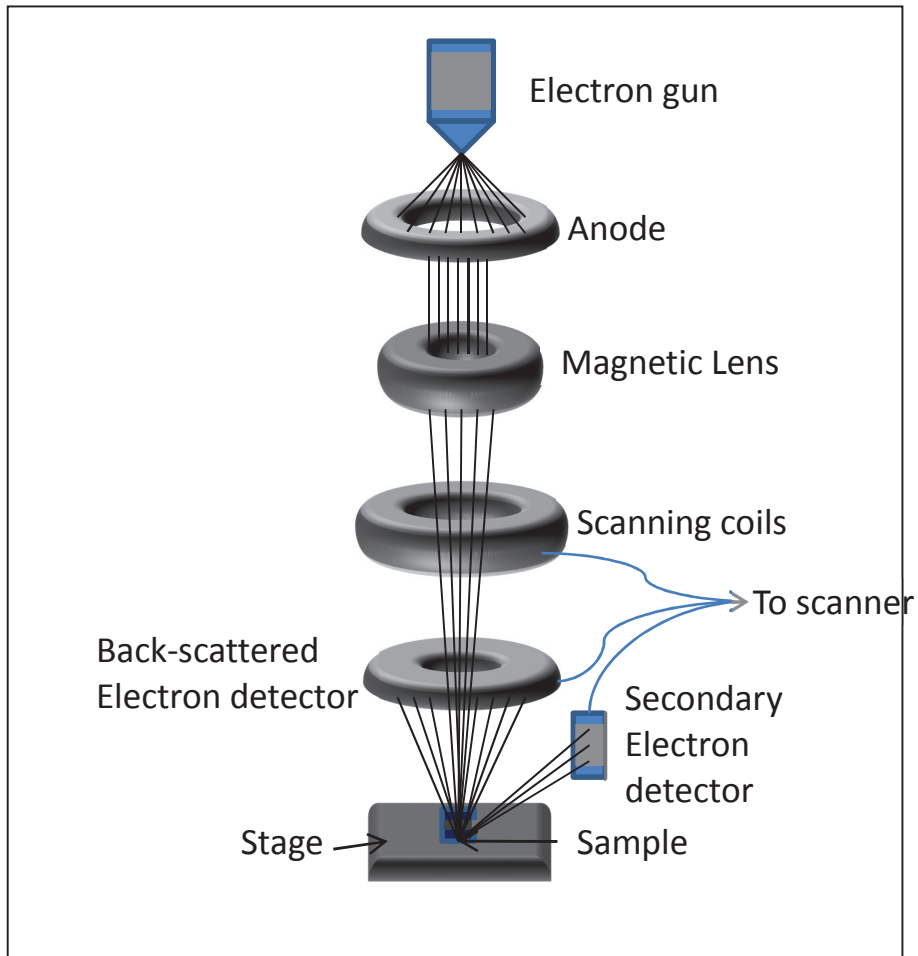 Electron gun
Anode
Magnetic Lens
Scanning coils
To scanner
Back-scattered
Electron detector
Secondary
Electron
detector
Stage
Sample